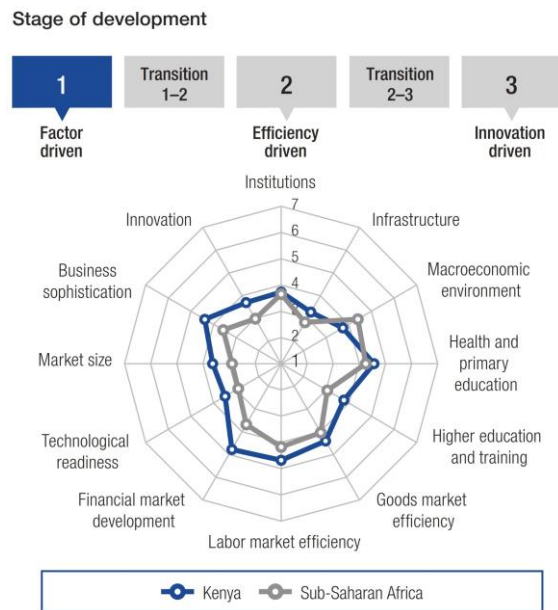 Stage of development
1
Transition
1–2
2
Transition
2–3
3
Factor
driven
Efficiency
driven
Innovation
driven
Institutions
Infrastructure
Macroeconomic
environment
Health and
primary
education
Higher education
and training
Goods market
efficiency
Labor market efficiency
Financial market
development
Technological
readiness
Market size
Business
sophistication
Innovation
7
6
5
4
3
2
1
Kenya
Sub-Saharan Africa